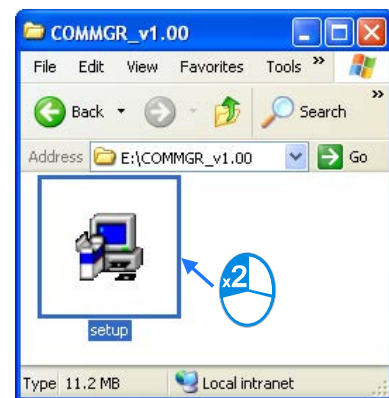 COMMGR_v1.00
File Edit View Favorites Tools »
Back Search »
Address E:\COMMGR_v1.00 Go
x2
setup
Type 11.2 MB Local intranet